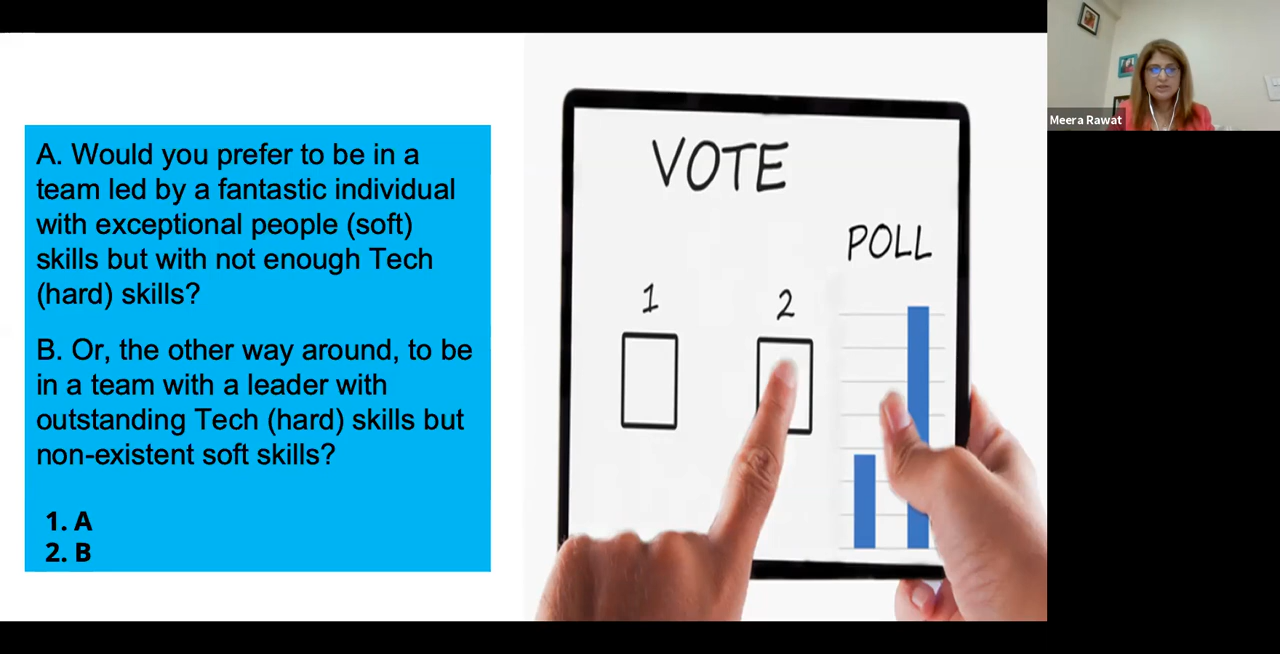 A. Would you prefer to be in a
team led by a fantastic individual
with exceptional people (soft)
skills but with not enough Tech
(hard) skills?
B. Or, the other way around, to be
in a team with a leader with
outstanding Tech (hard) skills but
non-existent soft skills?
1. A
2. B
VOTE
POLL
1
2
Meera Rawat